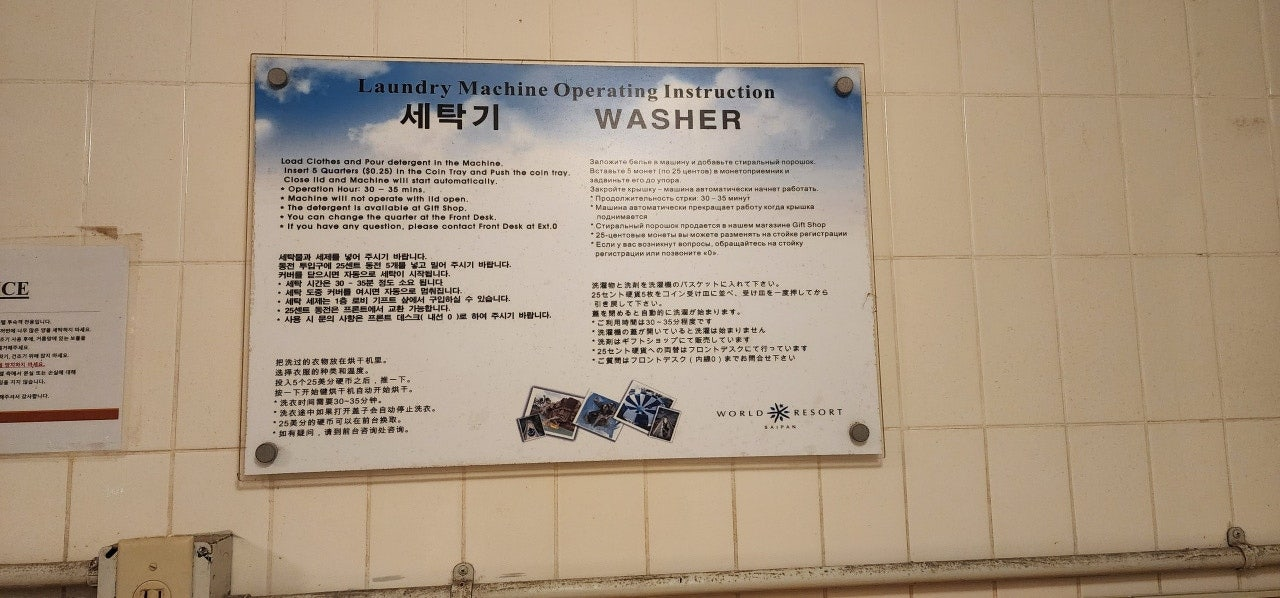 Laundry Machine Operating Instruction
세탁기 WASHER
Load Clothes and Pour detergent in the Machine.
Insert 5 Quarters ($0.25) in the Coin Tray and Push the coin tray.
Close lid and Machine will start automatically.
* Operation Hour: 30 – 35 mins.
* Machine will not operate with lid open.
* The detergent is available at Gift Shop.
* You can change the quarter at the Front Desk.
* If you have any question, please contact Front Desk at Ext.0
세탁물과 세제를 넣어 주시기 바랍니다.
동전 투입구에 25센트 동전 5개를 넣고 밀어 주시기 바랍니다.
커버를 닫으시면 자동으로 세탁이 시작됩니다.
* 세탁 시간은 30 - 35분 정도 소요 됩니다
* 세탁 도중 커버를 여시면 자동으로 멈춰집니다.
* 세탁 세제는 1층 로비 기프트 샵에서 구입하실 수 있습니다.
* 25센트 동전은 프론트에서 교환 가능합니다.
* 사용 시 문의 사항은 프론트 데스크( 내선 0 )로 하여 주시기 바랍니다.
把洗过的衣物放在烘干机里。
选择衣服的种类和温度。
投入5个25美分硬币之后，推一下。
按一下开始键烘干机自动开始烘干。
* 洗衣时间需要30~35分钟。
* 洗衣途中如果打开盖子会自动停止洗衣。
* 25美分的硬币可以在前台换取。
* 如有疑问，请到前台咨询处咨询。
Заложите белье в машину и добавьте стиральный порошок.
Вставьте 5 монет (по 25 центов) в монетоприемник и
задвиньте его до упора.
Закройте крышку – машина автоматически начнет работать.
* Продолжительность стрки: 30 – 35 минут
* Машина автоматически прекращает работу когда крышка
поднимается
* Стиральный порошок продается в нашем магазине Gift Shop
* 25-центовые монеты вы можете разменять на стойке регистрации
* Если у вас возникнут вопросы, обращайтесь на стойку
регистрации или позвоните «0».
洗濯物と洗剤を洗濯機のバスケットに入れて下さい。
25セント硬貨5枚をコイン受け皿に並べ、受け皿を一度押してから
引き戻して下さい。
蓋を閉めると自動的に洗濯が始まります。
* ご利用時間は30~35分程度です
* 洗濯機の蓋が開いていると洗濯は始まりません
* 洗剤はギフトショップにて販売しています
* 25セント硬貨への両替はフロントデスクにて行っています
* ご質問はフロントデスク（内線0）までお問合せ下さい
WORLD RESORT
SAIPAN
ICE